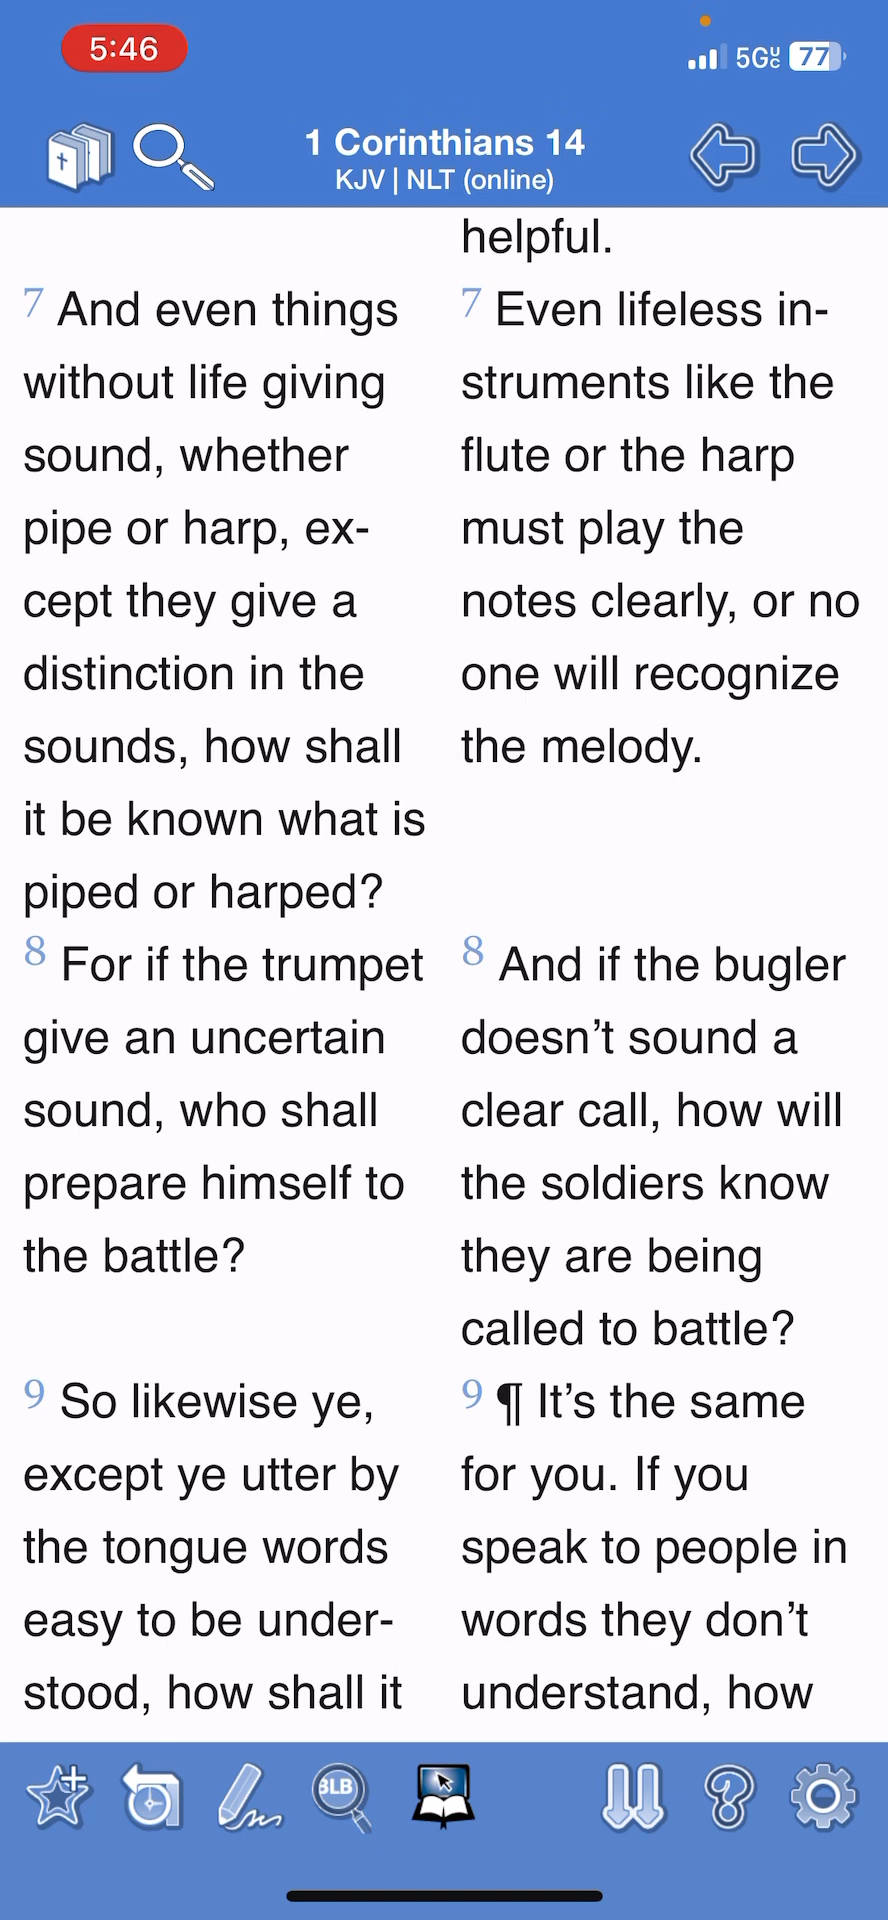 5:46
5G
77
1 Corinthians 14
KJV | NLT (online)
7 And even things
without life giving
sound, whether
pipe or harp, ex-
cept they give a
distinction in the
sounds, how shall
it be known what is
piped or harped?
8 For if the trumpet
give an uncertain
sound, who shall
prepare himself to
the battle?
9 So likewise ye,
except ye utter by
the tongue words
easy to be under-
stood, how shall it
helpful.
7 Even lifeless in-
struments like the
flute or the harp
must play the
notes clearly, or no
one will recognize
the melody.
8 And if the bugler
doesn’t sound a
clear call, how will
the soldiers know
they are being
called to battle?
9 ¶ It’s the same
for you. If you
speak to people in
words they don’t
understand, how
BLB